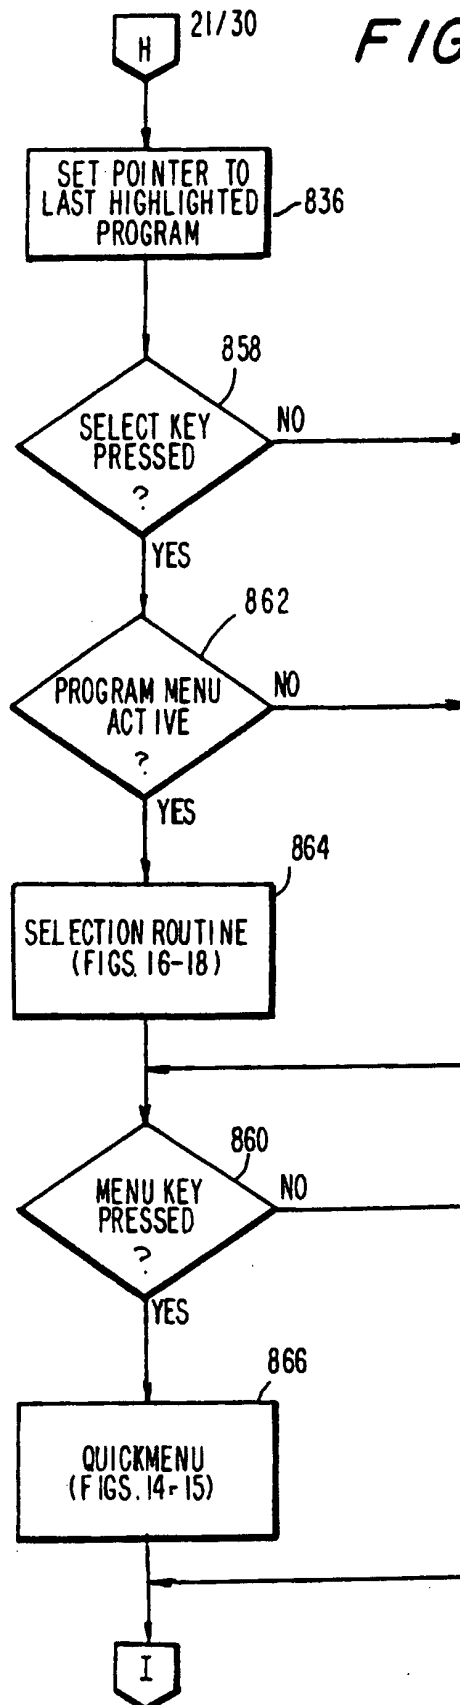 21/30
FIG
H
SET POINTER TO
LAST HIGHLIGHTED
PROGRAM
836
858
SELECT KEY
PRESSED
?
NO
YES
862
PROGRAM MENU
ACTIVE
?
NO
YES
864
SELECTION ROUTINE
(FIGS. 16-18)
860
MENU KEY
PRESSED
?
NO
YES
866
QUICKMENU
(FIGS. 14-15)
I